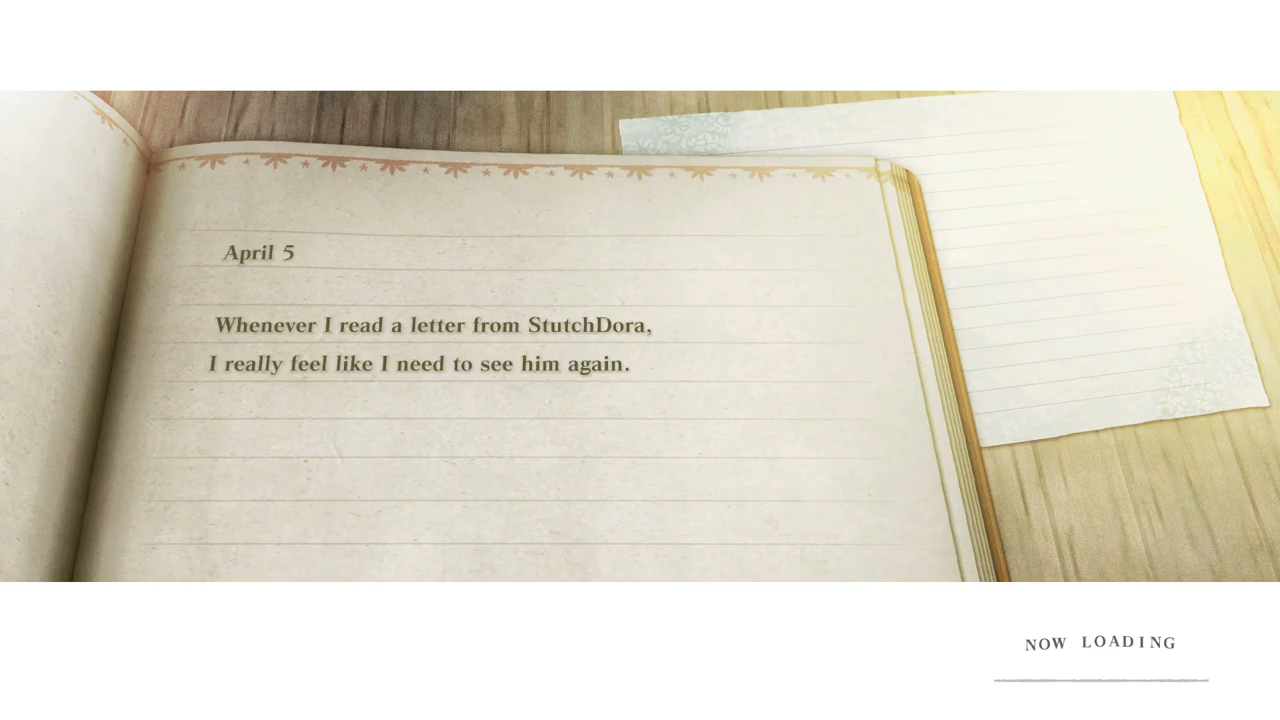 April 5
Whenever I read a letter from StutchDora,
I really feel like I need to see him again.
NOW LOADING